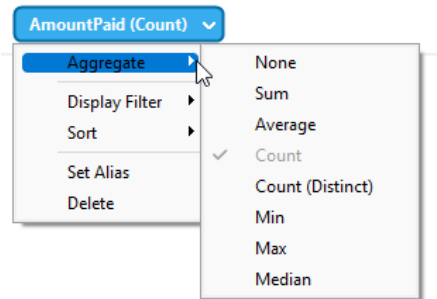 AmountPaid (Count)
Aggregate
Display Filter
Sort
Set Alias
Delete
None
Sum
Average
Count
Count (Distinct)
Min
Max
Median